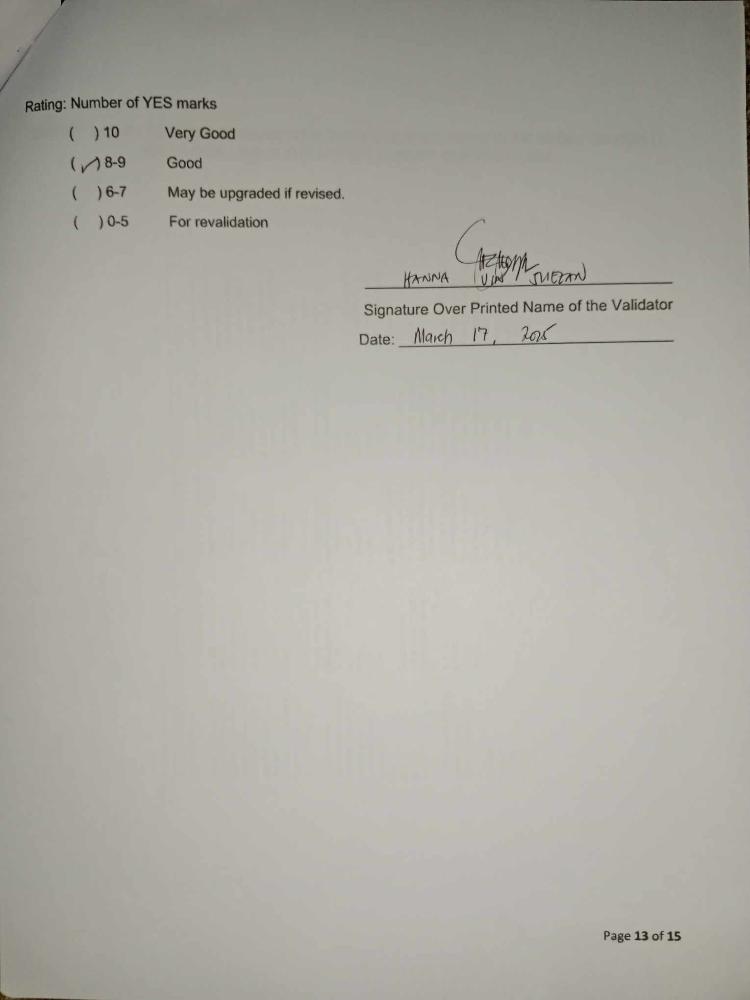 Rating: Number of YES marks
( ) 10 Very Good
(✓) 8-9 Good
( ) 6-7 May be upgraded if revised.
( ) 0-5 For revalidation
HANNA SUEZAN
Signature Over Printed Name of the Validator
Date: March 17, 2025
Page 13 of 15